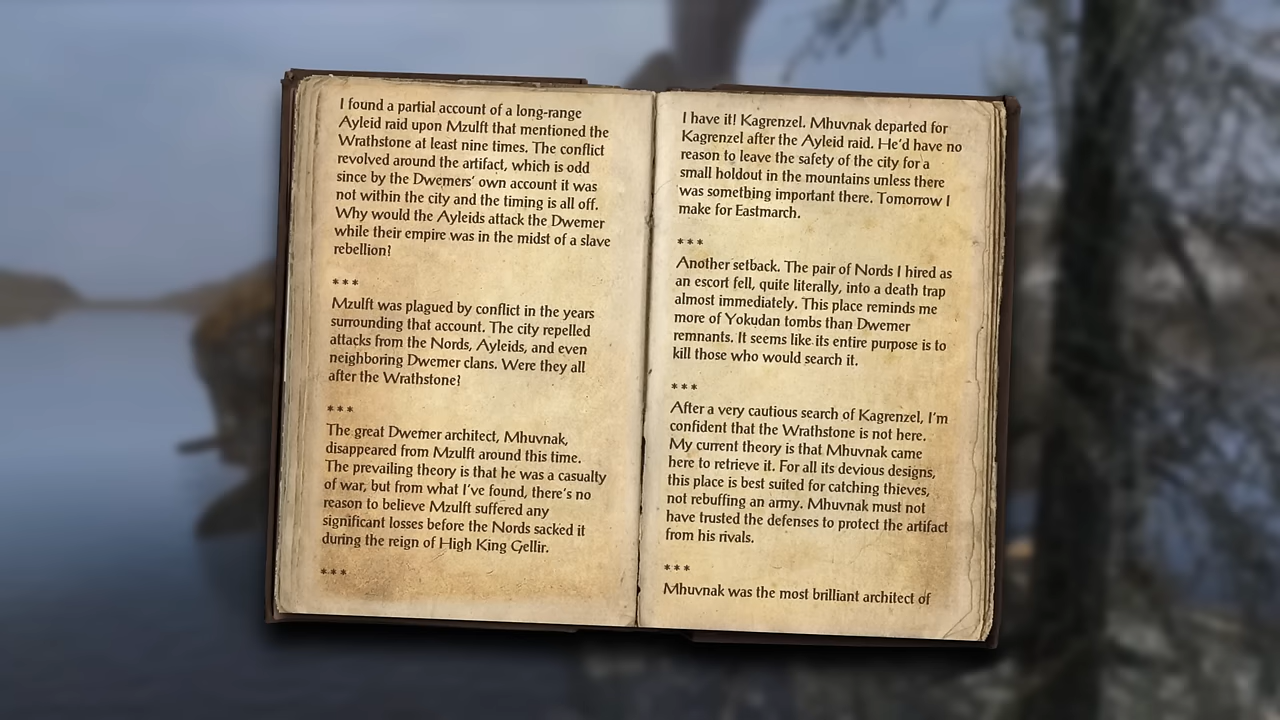 I found a partial account of a long-range
Ayleid raid upon Mzulft that mentioned the
Wrathstone at least nine times. The conflict
revolved around the artifact, which is odd
since by the Dwemers' own account it was
not within the city and the timing is all off.
Why would the Ayleids attack the Dwemer
while their empire was in the midst of a slave
rebellion?
***
Mzulft was plagued by conflict in the years
surrounding that account. The city repelled
attacks from the Nords, Ayleids, and even
neighboring Dwemer clans. Were they all
after the Wrathstone?
***
The great Dwemer architect, Mhuvnak,
disappeared from Mzulft around this time.
The prevailing theory is that he was a casualty
of war, but from what I've found, there's no
reason to believe Mzulft suffered any
significant losses before the Nords sacked it
during the reign of High King Gellir.
***
I have it! Kagrenzel. Mhuvnak departed for
Kagrenzel after the Ayleid raid. He'd have no
reason to leave the safety of the city for a
small holdout in the mountains unless there
was something important there. Tomorrow I
make for Eastmarch.
***
Another setback. The pair of Nords I hired as
an escort fell, quite literally, into a death trap
almost immediately. This place reminds me
more of Yokudan tombs than Dwemer
remnants. It seems like its entire purpose is to
kill those who would search it.
***
After a very cautious search of Kagrenzel, I'm
confident that the Wrathstone is not here.
My current theory is that Mhuvnak came
here to retrieve it. For all its devious designs,
this place is best suited for catching thieves,
not rebuffing an army. Mhuvnak must not
have trusted the defenses to protect the artifact
from his rivals.
***
Mhuvnak was the most brilliant architect of